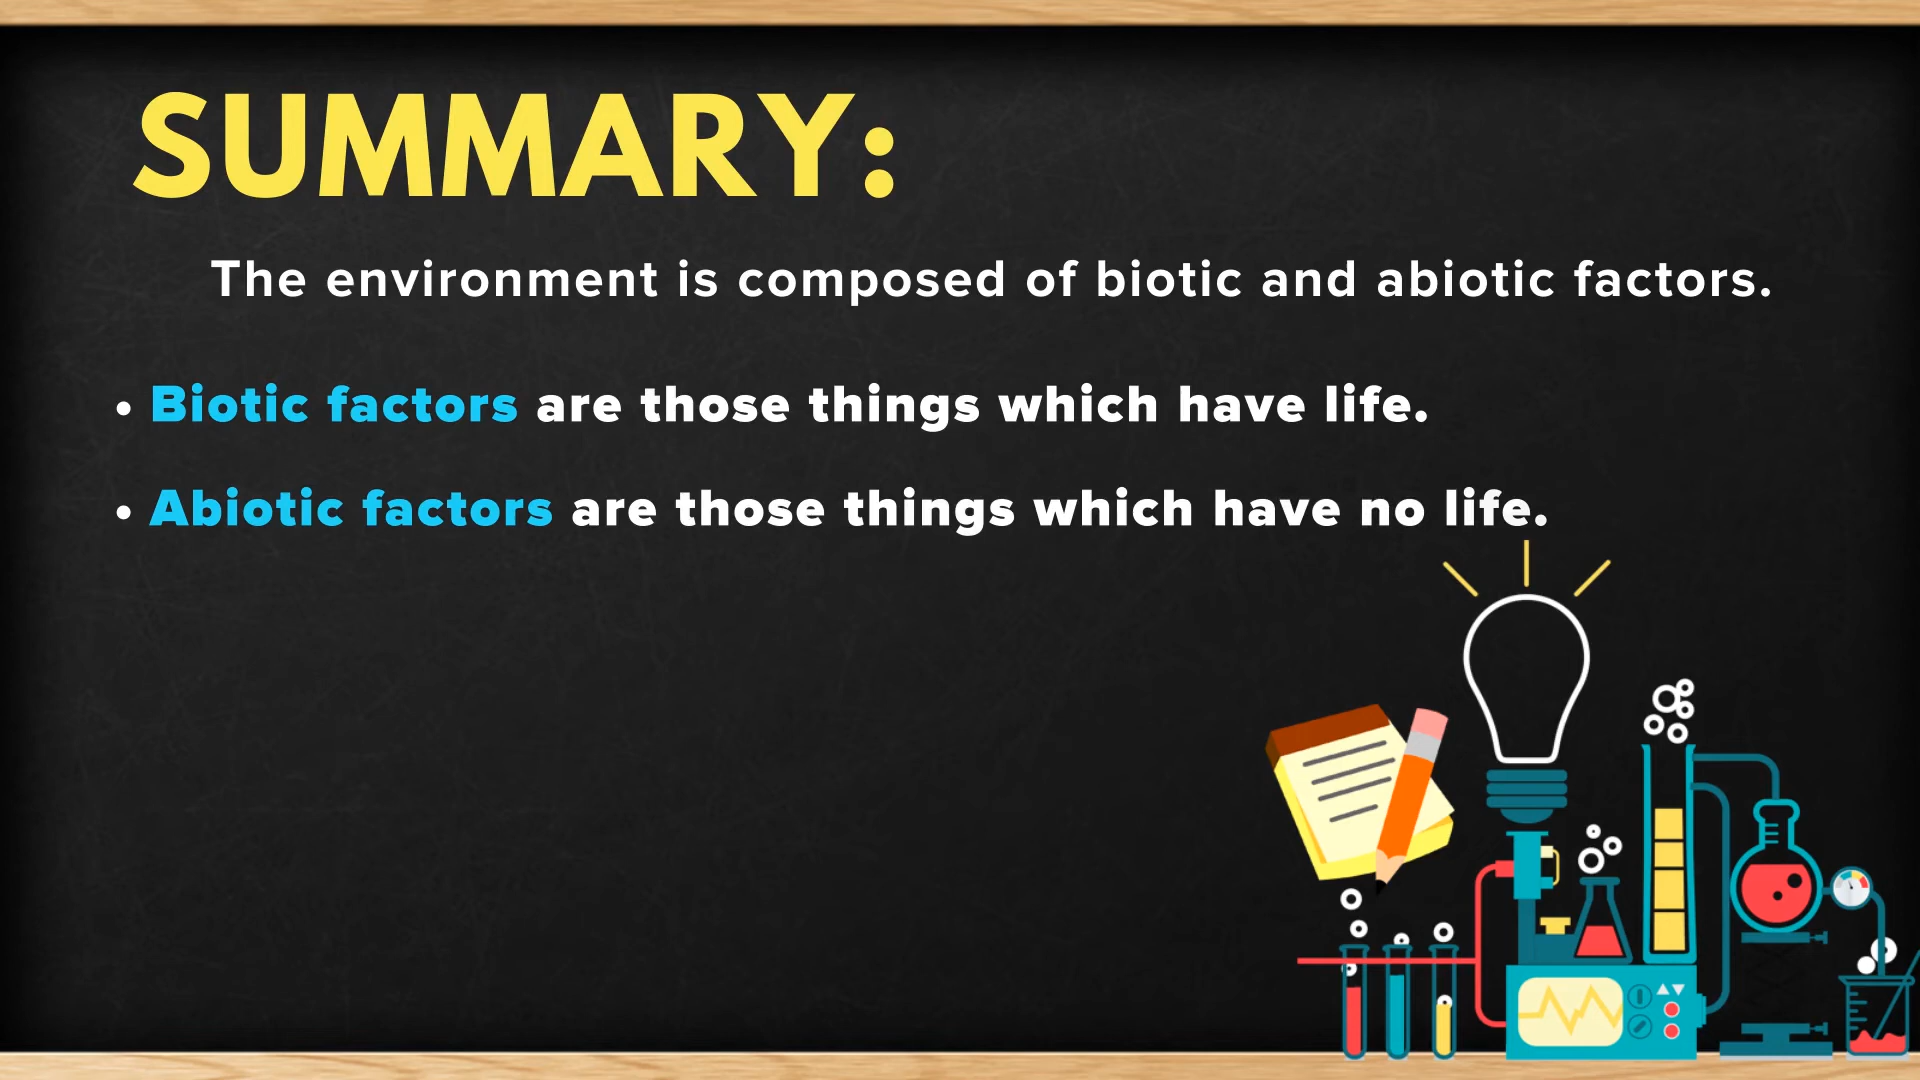 SUMMARY:
The environment is composed of biotic and abiotic factors.
• Biotic factors are those things which have life.
• Abiotic factors are those things which have no life.